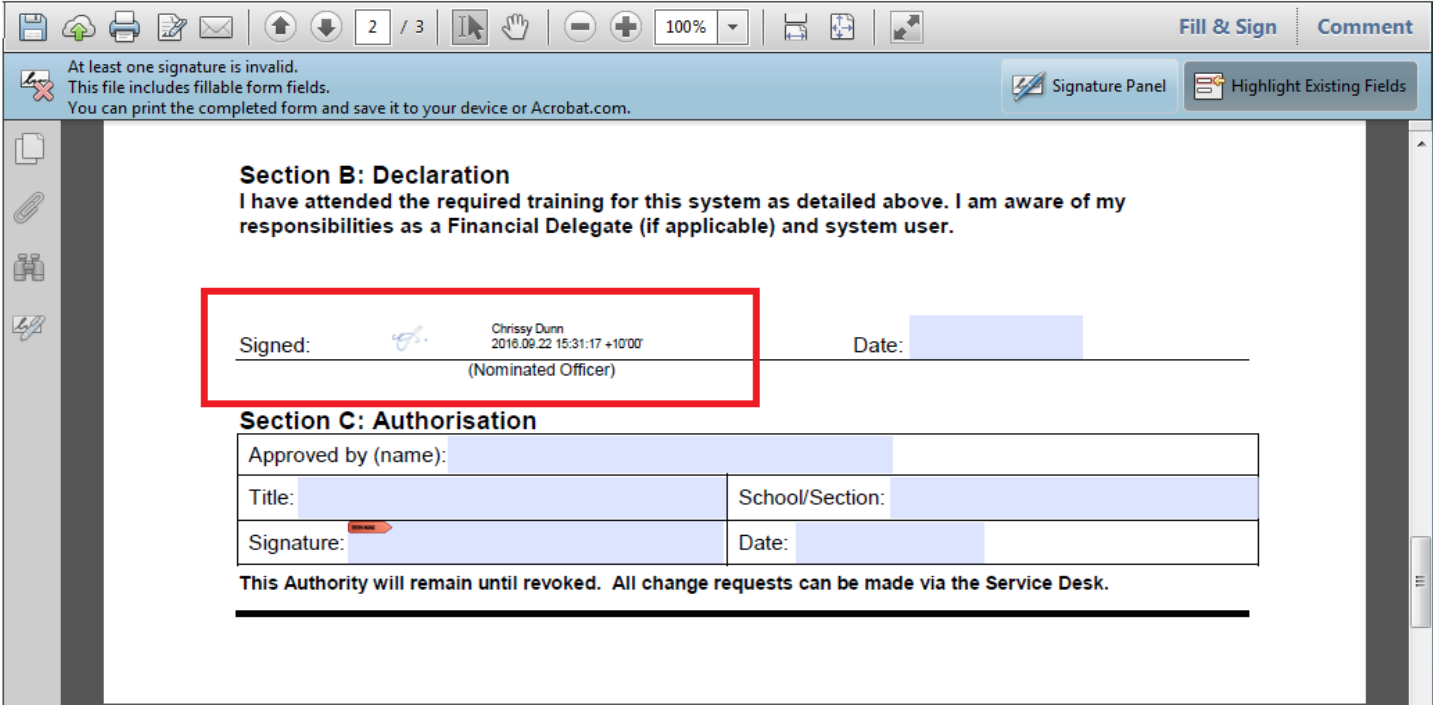 2 / 3 100% Fill & Sign Comment
At least one signature is invalid.
This file includes fillable form fields.
You can print the completed form and save it to your device or Acrobat.com.
Signature Panel Highlight Existing Fields
Section B: Declaration
I have attended the required training for this system as detailed above. I am aware of my
responsibilities as a Financial Delegate (if applicable) and system user.
Chrissy Dunn
2016.09.22 15:31:17 +10'00'
Signed: Date:
(Nominated Officer)
Section C: Authorisation
Approved by (name):
Title: School/Section:
Signature: Date:
This Authority will remain until revoked. All change requests can be made via the Service Desk.